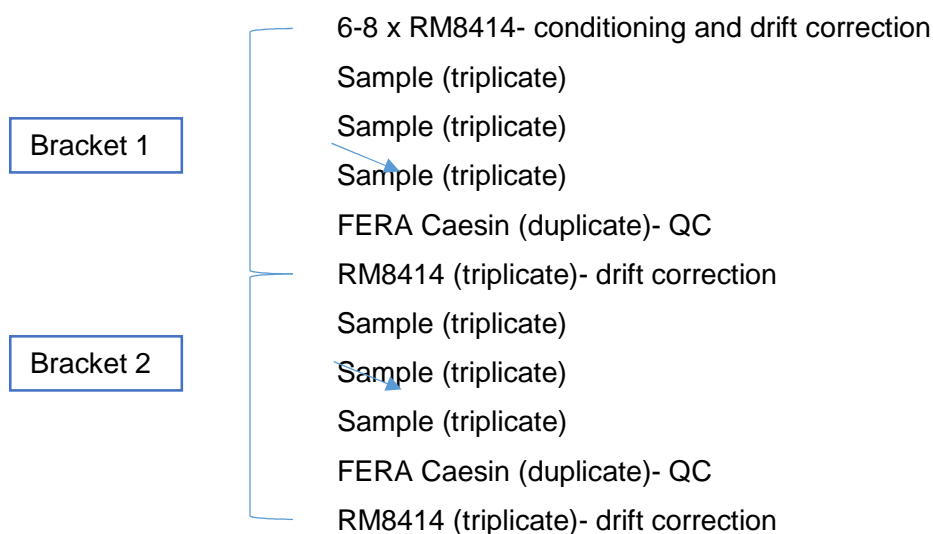 6-8 x RM8414- conditioning and drift correction
Sample (triplicate)
Sample (triplicate)
Bracket 1
Sample (triplicate)
FERA Caesin (duplicate)- QC
RM8414 (triplicate)- drift correction
Sample (triplicate)
Bracket 2
Sample (triplicate)
Sample (triplicate)
FERA Caesin (duplicate)- QC
RM8414 (triplicate)- drift correction